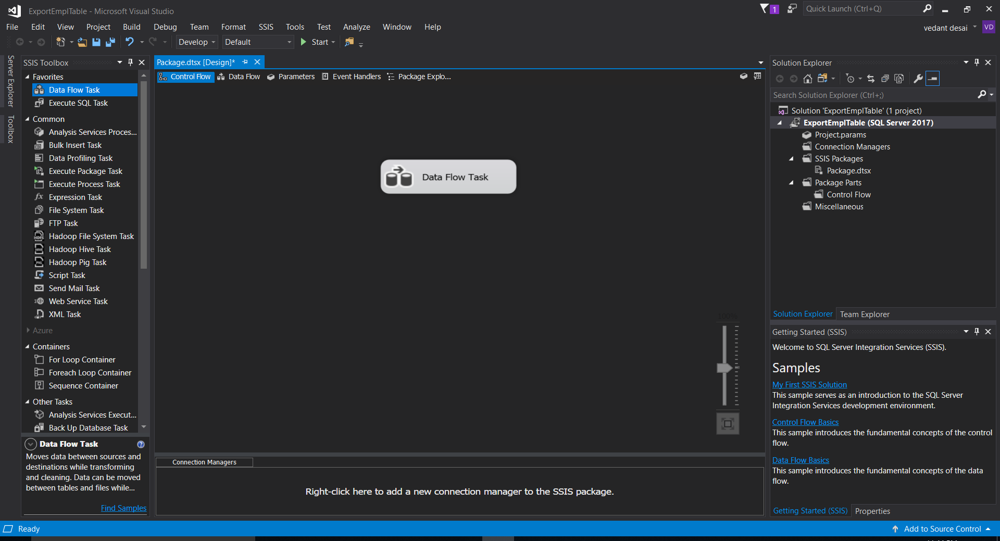 ExportEmplTable - Microsoft Visual Studio
1
Quick Launch (Ctrl+Q)
File Edit View Project Build Debug Team Format SSIS Tools Test Analyze Window Help
vedant desai
VD
Develop
Default
Start
Server Explorer
Toolbox
SSIS Toolbox
Favorites
Data Flow Task
Execute SQL Task
Common
Analysis Services Proces...
Bulk Insert Task
Data Profiling Task
Execute Package Task
Execute Process Task
Expression Task
File System Task
FTP Task
Hadoop File System Task
Hadoop Hive Task
Hadoop Pig Task
Script Task
Send Mail Task
Web Service Task
XML Task
Azure
Containers
For Loop Container
Foreach Loop Container
Sequence Container
Other Tasks
Analysis Services Execut...
Back Up Database Task
Data Flow Task
Moves data between sources and
destinations while transforming
and cleaning. Data can be moved
between tables and files while...
Find Samples
Package.dtsx [Design]*
Control Flow Data Flow Parameters Event Handlers Package Explo...
Data Flow Task
100%
Connection Managers
Right-click here to add a new connection manager to the SSIS package.
Solution Explorer
Search Solution Explorer (Ctrl+;)
Solution 'ExportEmplTable' (1 project)
ExportEmplTable (SQL Server 2017)
Project.params
Connection Managers
SSIS Packages
Package.dtsx
Package Parts
Control Flow
Miscellaneous
Solution Explorer Team Explorer
Getting Started (SSIS)
Welcome to SQL Server Integration Services (SSIS).
Samples
My First SSIS Solution
This sample serves as an introduction to the SQL Server
Integration Services development environment.
Control Flow Basics
This sample introduces the fundamental concepts of the control
flow.
Data Flow Basics
This sample introduces the fundamental concepts of the data
flow.
Getting Started (SSIS) Properties
Ready
Add to Source Control